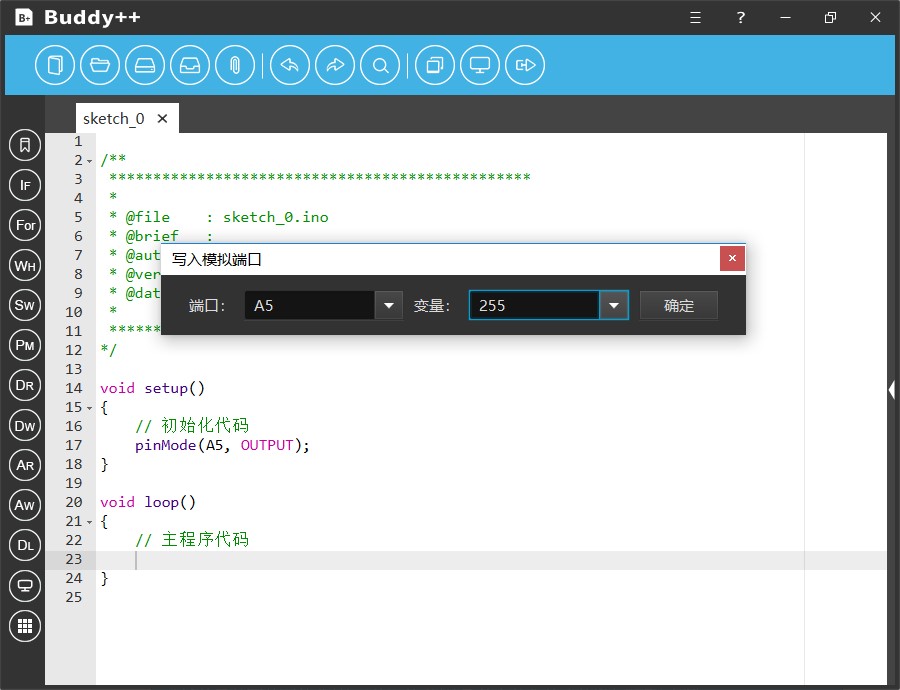 B+ Buddy++
?
sketch_0
1
2 /**
3 ************************************************
4 *
5 * @file : sketch_0.ino
6 * @brief :
7 * @aut
8 * @ver
9 * @dat
10 *
11 ******
12 */
13
14 void setup()
15 {
16 // 初始化代码
17 pinMode(A5, OUTPUT);
18 }
19
20 void loop()
21 {
22 // 主程序代码
23
24 }
25
写入模拟端口
端口: A5 变量: 255 确定
IF
For
WH
SW
PM
DR
DW
AR
AW
DL